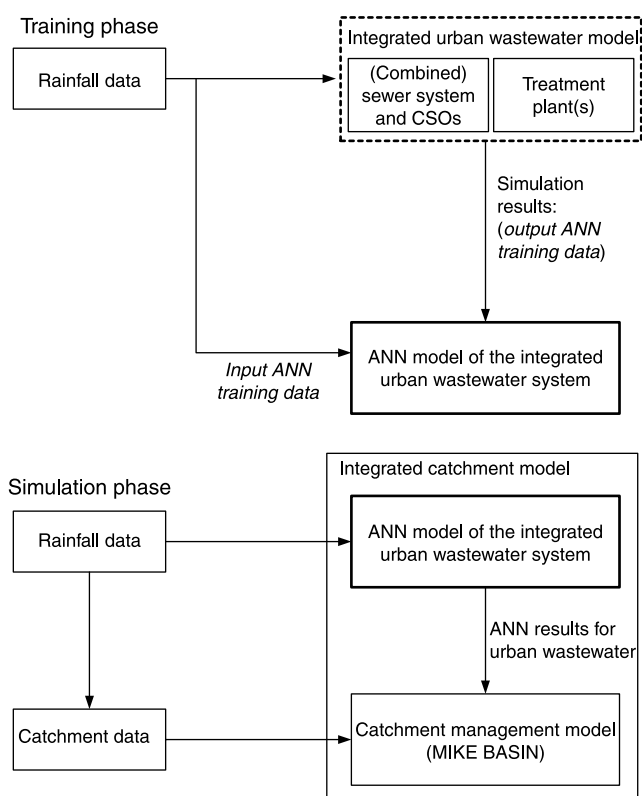 Training phase
Rainfall data
Integrated urban wastewater model
(Combined)
sewer system
and CSOs
Treatment
plant(s)
Simulation
results:
(output ANN
training data)
Input ANN
training data
ANN model of the integrated
urban wastewater system
Simulation phase
Rainfall data
Integrated catchment model
ANN model of the integrated
urban wastewater system
ANN results for
urban wastewater
Catchment data
Catchment management model
(MIKE BASIN)